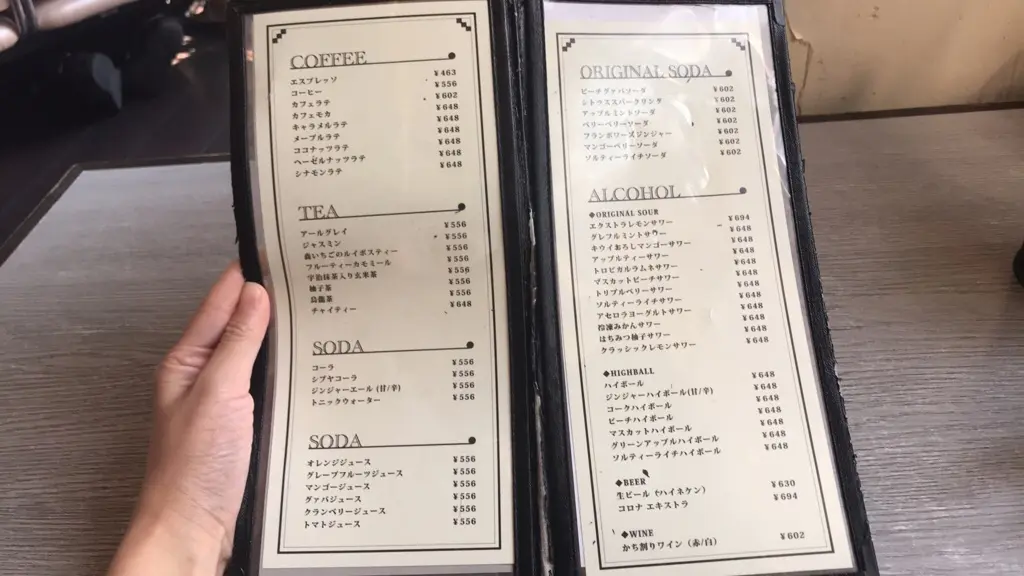 COFFEE
エスプレッソ ¥463
コーヒー ¥556
カフェラテ ¥602
カフェモカ ¥648
キャラメルラテ ¥648
メープルラテ ¥648
ココナッツラテ ¥648
ヘーゼルナッツラテ ¥648
シナモンラテ ¥648
TEA
アールグレイ ¥556
ジャスミン ¥556
森いちごのルイボスティー ¥556
フルーティーカモミール ¥556
宇治抹茶入り玄米茶 ¥556
柚子茶 ¥556
烏龍茶 ¥556
チャイティー ¥648
SODA
コーラ ¥556
シブヤコーラ ¥556
ジンジャーエール (甘/辛) ¥556
トニックウォーター ¥556
SODA
オレンジジュース ¥556
グレープフルーツジュース ¥556
マンゴージュース ¥556
グァバジュース ¥556
クランベリージュース ¥556
トマトジュース ¥556
ORIGINAL SODA
ピーチグァバソーダ ¥602
シトラススパークリング ¥602
アップルミントソーダ ¥602
ベリーベリーソーダ ¥602
フランボワーズジンジャー ¥602
マンゴーベリーソーダ ¥602
ソルティーライチソーダ ¥602
ALCOHOL
◆ORIGINAL SOUR
エクストラレモンサワー ¥694
グレフルミントサワー ¥648
キウイおろしマンゴーサワー ¥648
アップルティーサワー ¥648
トロピカルラムネサワー ¥648
マスカットピーチサワー ¥648
トリプルベリーサワー ¥648
ソルティーライチサワー ¥648
アセロラヨーグルトサワー ¥648
冷凍みかんサワー ¥648
はちみつ柚子サワー ¥648
クラッシックレモンサワー ¥648
◆HIGHBALL
ハイボール ¥648
ジンジャーハイボール(甘/辛) ¥648
コークハイボール ¥648
ピーチハイボール ¥648
マスカットハイボール ¥648
グリーンアップルハイボール ¥648
ソルティーライチハイボール ¥648
◆BEER
生ビール (ハイネケン) ¥630
コロナ エキストラ ¥694
◆WINE
かち割りワイン (赤/白) ¥602